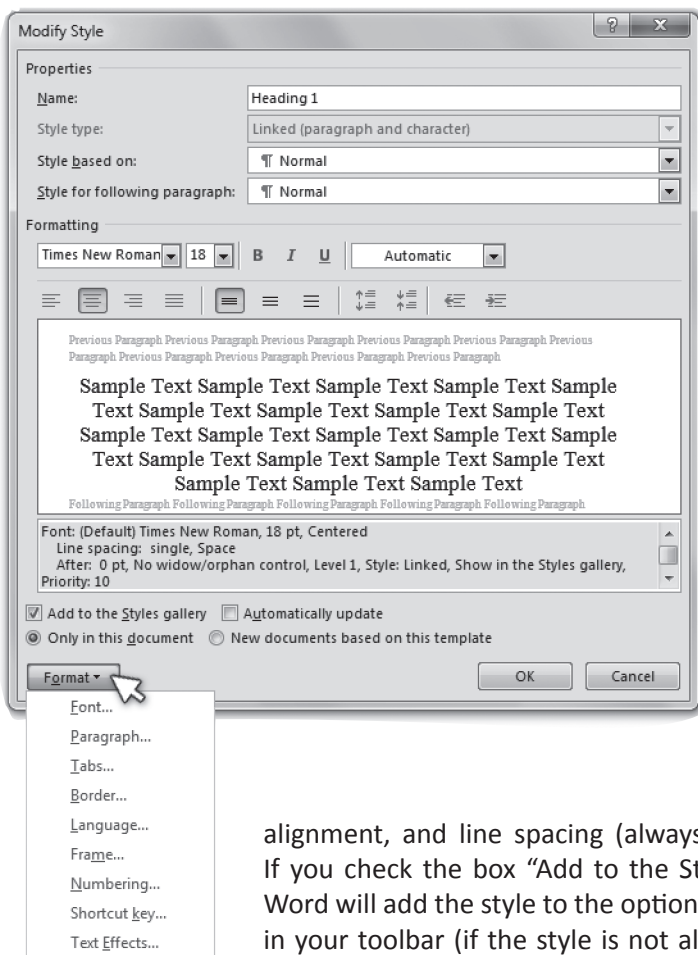 Modify Style
Properties
Name:
Heading 1
Style type:
Linked (paragraph and character)
Style based on:
¶ Normal
Style for following paragraph:
¶ Normal
Formatting
Times New Roman 18 B I U Automatic
Previous Paragraph Previous Paragraph Previous Paragraph Previous Paragraph Previous Paragraph Previous
Paragraph Previous Paragraph Previous Paragraph Previous Paragraph Previous Paragraph
Sample Text Sample Text Sample Text Sample Text Sample
Text Sample Text Sample Text Sample Text Sample Text
Sample Text Sample Text Sample Text Sample Text Sample
Text Sample Text Sample Text Sample Text Sample Text
Sample Text Sample Text Sample Text
Following Paragraph Following Paragraph Following Paragraph Following Paragraph Following Paragraph
Font: (Default) Times New Roman, 18 pt, Centered
Line spacing: single, Space
After: 0 pt, No widow/orphan control, Level 1, Style: Linked, Show in the Styles gallery,
Priority: 10
Add to the Styles gallery Automatically update
Only in this document New documents based on this template
Format OK Cancel
Font...
Paragraph...
Tabs...
Border...
Language...
Frame...
Numbering...
Shortcut key...
Text Effects...
alignment, and line spacing (always
If you check the box “Add to the St
Word will add the style to the option
in your toolbar (if the style is not al